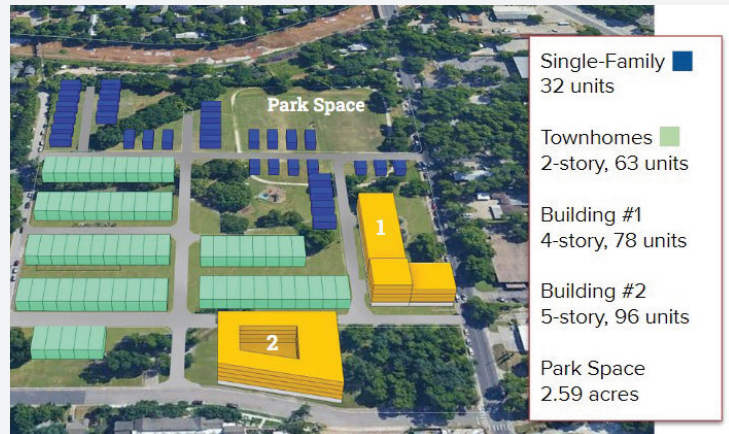 Park Space
1
2
Single-Family
32 units
Townhomes
2-story, 63 units
Building #1
4-story, 78 units
Building #2
5-story, 96 units
Park Space
2.59 acres